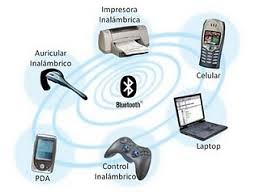 Impresora
Inalámbrica
Auricular
Inalámbrico
Celular
Bluetooth
Laptop
PDA
Control
Inalámbrico